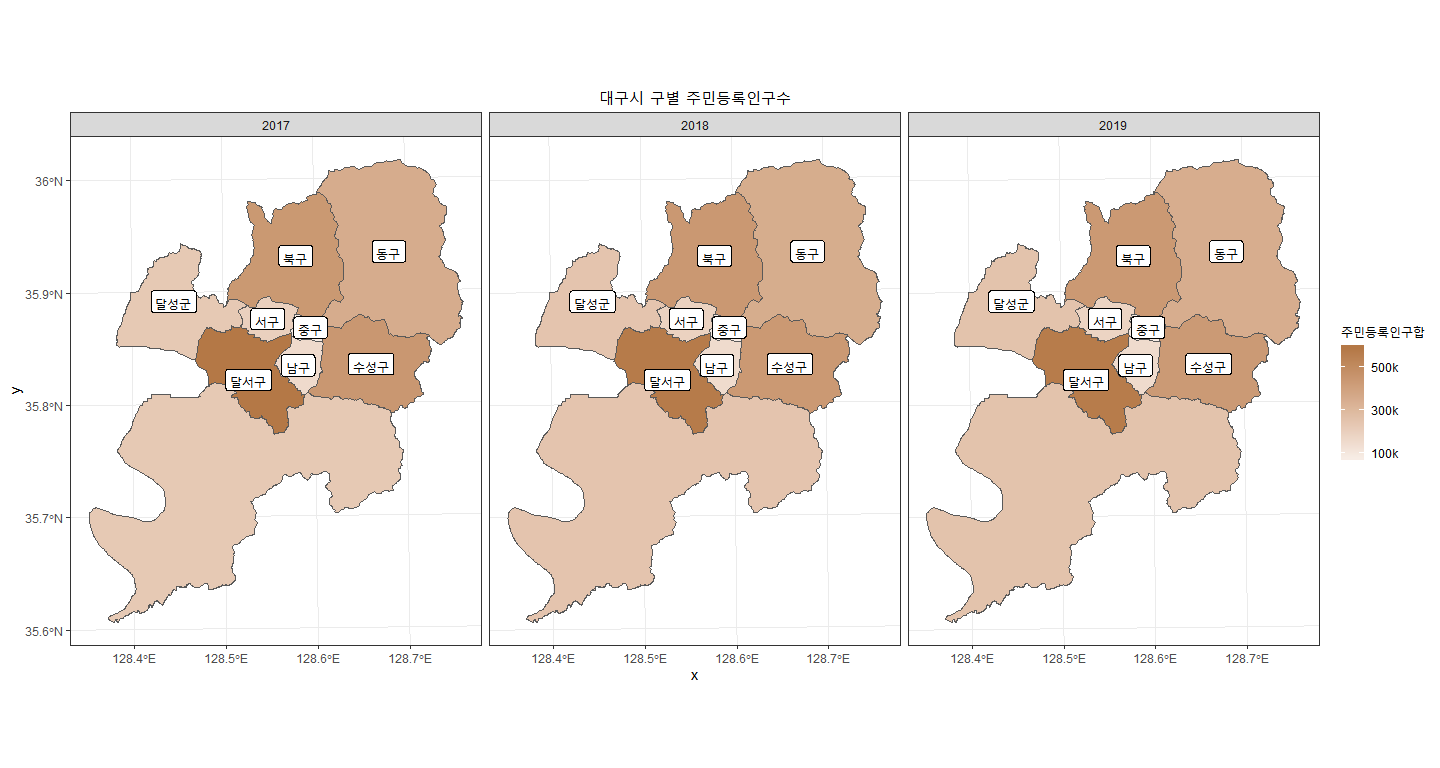 대구시 구별 주민등록인구수
2017
2018
2019
북구
동구
달성군
서구
중구
남구
수성구
달서구
북구
동구
달성군
서구
중구
남구
수성구
달서구
북구
동구
달성군
서구
중구
남구
수성구
달서구
36°N
35.9°N
35.8°N
35.7°N
35.6°N
y
128.4°E
128.5°E
128.6°E
128.7°E
128.4°E
128.5°E
128.6°E
128.7°E
128.4°E
128.5°E
128.6°E
128.7°E
x
주민등록인구합
500k
300k
100k